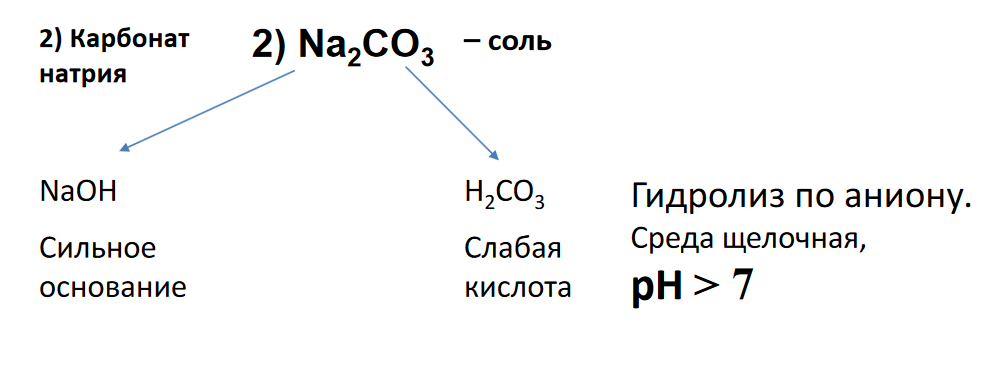 2) Карбонат натрия
2) Na₂CO₃ – соль
NaOH
Сильное основание
H₂CO₃
Слабая кислота
Гидролиз по аниону.
Среда щелочная,
pH > 7